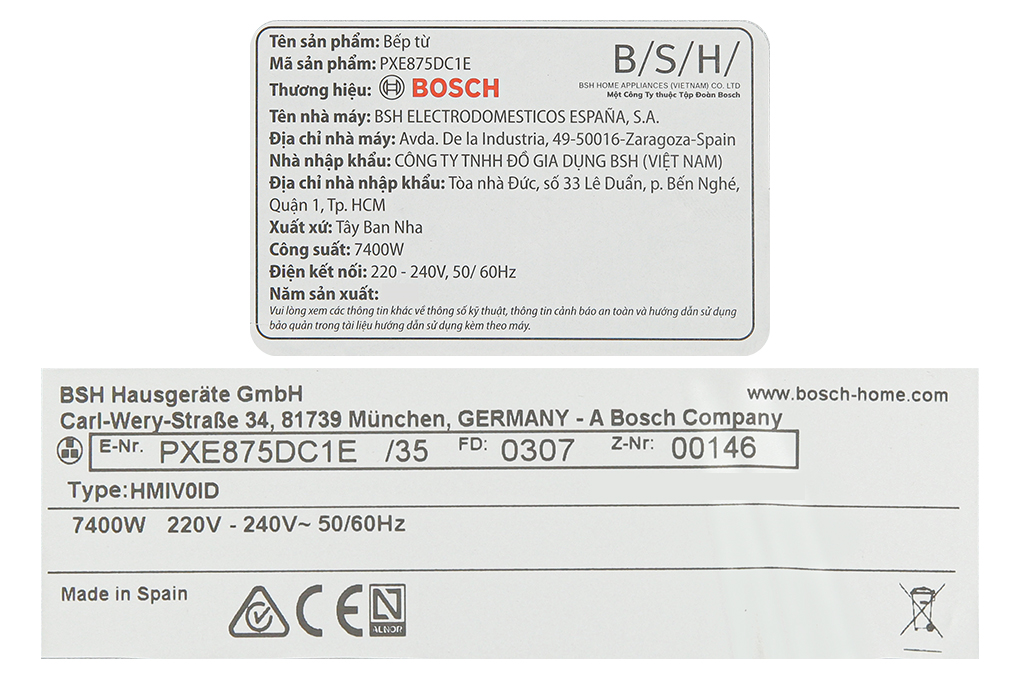 Tên sản phẩm: Bếp từ
Mã sản phẩm: PXE875DC1E
Thương hiệu: BOSCH
B/S/H/
BSH HOME APPLIANCES (VIETNAM) CO. LTD
Một Công Ty thuộc Tập Đoàn Bosch
Tên nhà máy: BSH ELECTRODOMESTICOS ESPAÑA, S.A.
Địa chỉ nhà máy: Avda. De la Industria, 49-50016-Zaragoza-Spain
Nhà nhập khẩu: CÔNG TY TNHH ĐỒ GIA DỤNG BSH (VIỆT NAM)
Địa chỉ nhà nhập khẩu: Tòa nhà Đức, số 33 Lê Duẩn, p. Bến Nghé,
Quận 1, Tp. HCM
Xuất xứ: Tây Ban Nha
Công suất: 7400W
Điện kết nối: 220 - 240V, 50/ 60Hz
Năm sản xuất:
Vui lòng xem các thông tin khác về thông số kỹ thuật, thông tin cảnh báo an toàn và hướng dẫn sử dụng
bảo quản trong tài liệu hướng dẫn sử dụng kèm theo máy.
BSH Hausgeräte GmbH
www.bosch-home.com
Carl-Wery-Straße 34, 81739 München, GERMANY - A Bosch Company
E-Nr. PXE875DC1E /35 FD: 0307 Z-Nr: 00146
Type:HMIV0ID
7400W 220V - 240V~ 50/60Hz
Made in Spain
CE
N
ALNOR